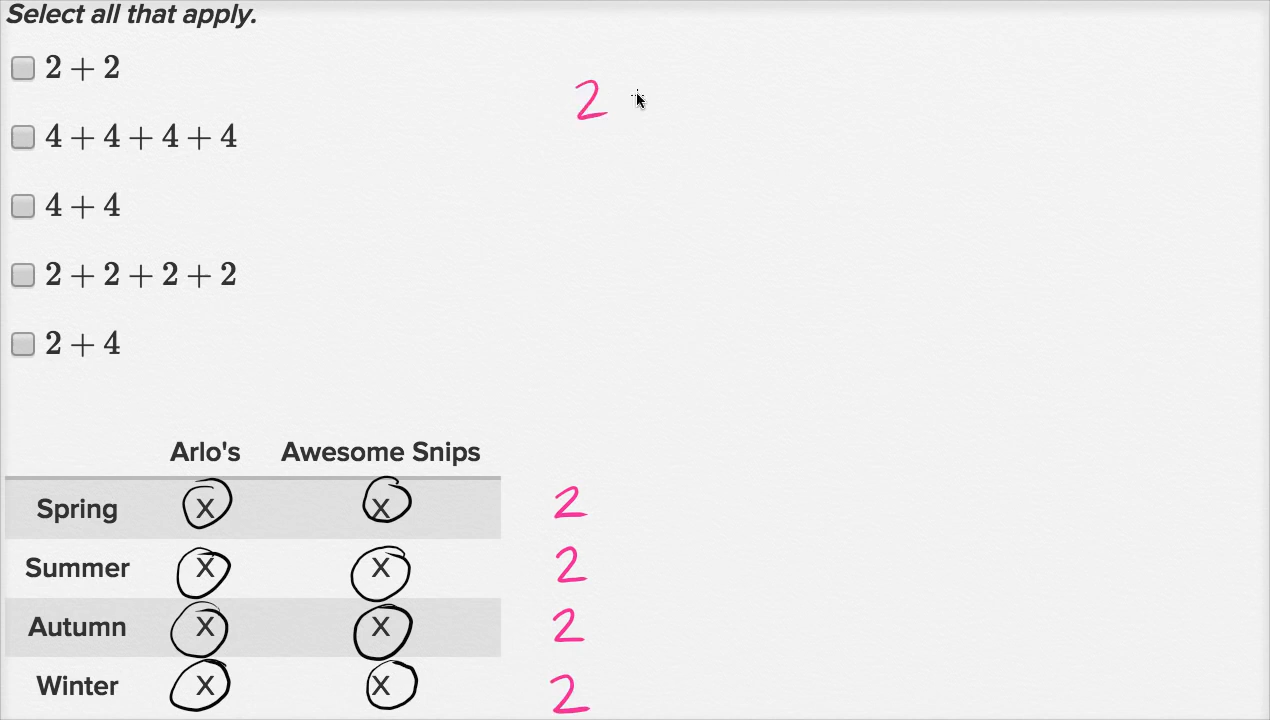 Select all that apply.
2 + 2
2
4 + 4 + 4 + 4
4 + 4
2 + 2 + 2 + 2
2 + 4
Arlo's Awesome Snips
Spring X X 2
Summer X X 2
Autumn X X 2
Winter X X 2